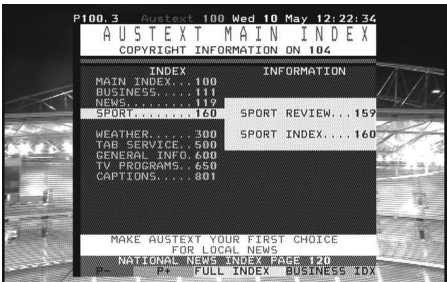 P100.3 Austext 100 Wed 10 May 12:22:34
AUSTEXT MAIN INDEX
COPYRIGHT INFORMATION ON 104
INDEX INFORMATION
MAIN INDEX...100
BUSINESS.....111
NEWS.........119
SPORT........160 SPORT REVIEW...159
WEATHER......300 SPORT INDEX....160
TAB SERVICE..500
GENERAL INFO.600
TV PROGRAMS..650
CAPTIONS.....801
MAKE AUSTEXT YOUR FIRST CHOICE
FOR LOCAL NEWS
NATIONAL NEWS INDEX PAGE 120
P- P+ FULL INDEX BUSINESS IDX